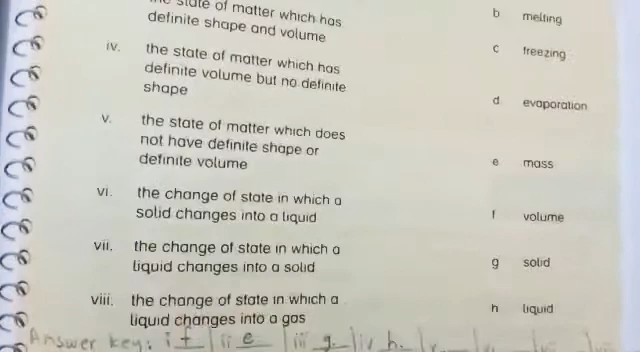 the state of matter which has
definite shape and volume
iv. the state of matter which has
definite volume but no definite
shape
v. the state of matter which does
not have definite shape or
definite volume
vi. the change of state in which a
solid changes into a liquid
vii. the change of state in which a
liquid changes into a solid
viii. the change of state in which a
liquid changes into a gas
b melting
c freezing
d evaporation
e mass
f volume
g solid
h liquid
Answer key: i f ii e iii g. iv h. v